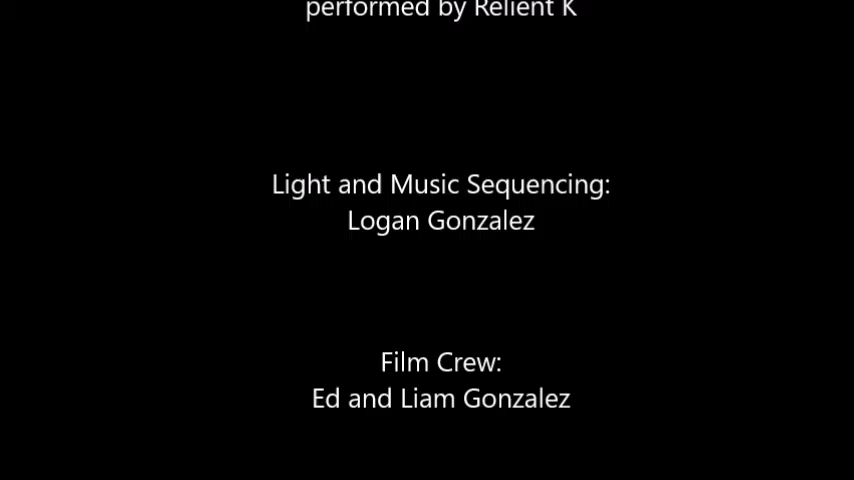 performed by Relient K
Light and Music Sequencing:
Logan Gonzalez
Film Crew:
Ed and Liam Gonzalez